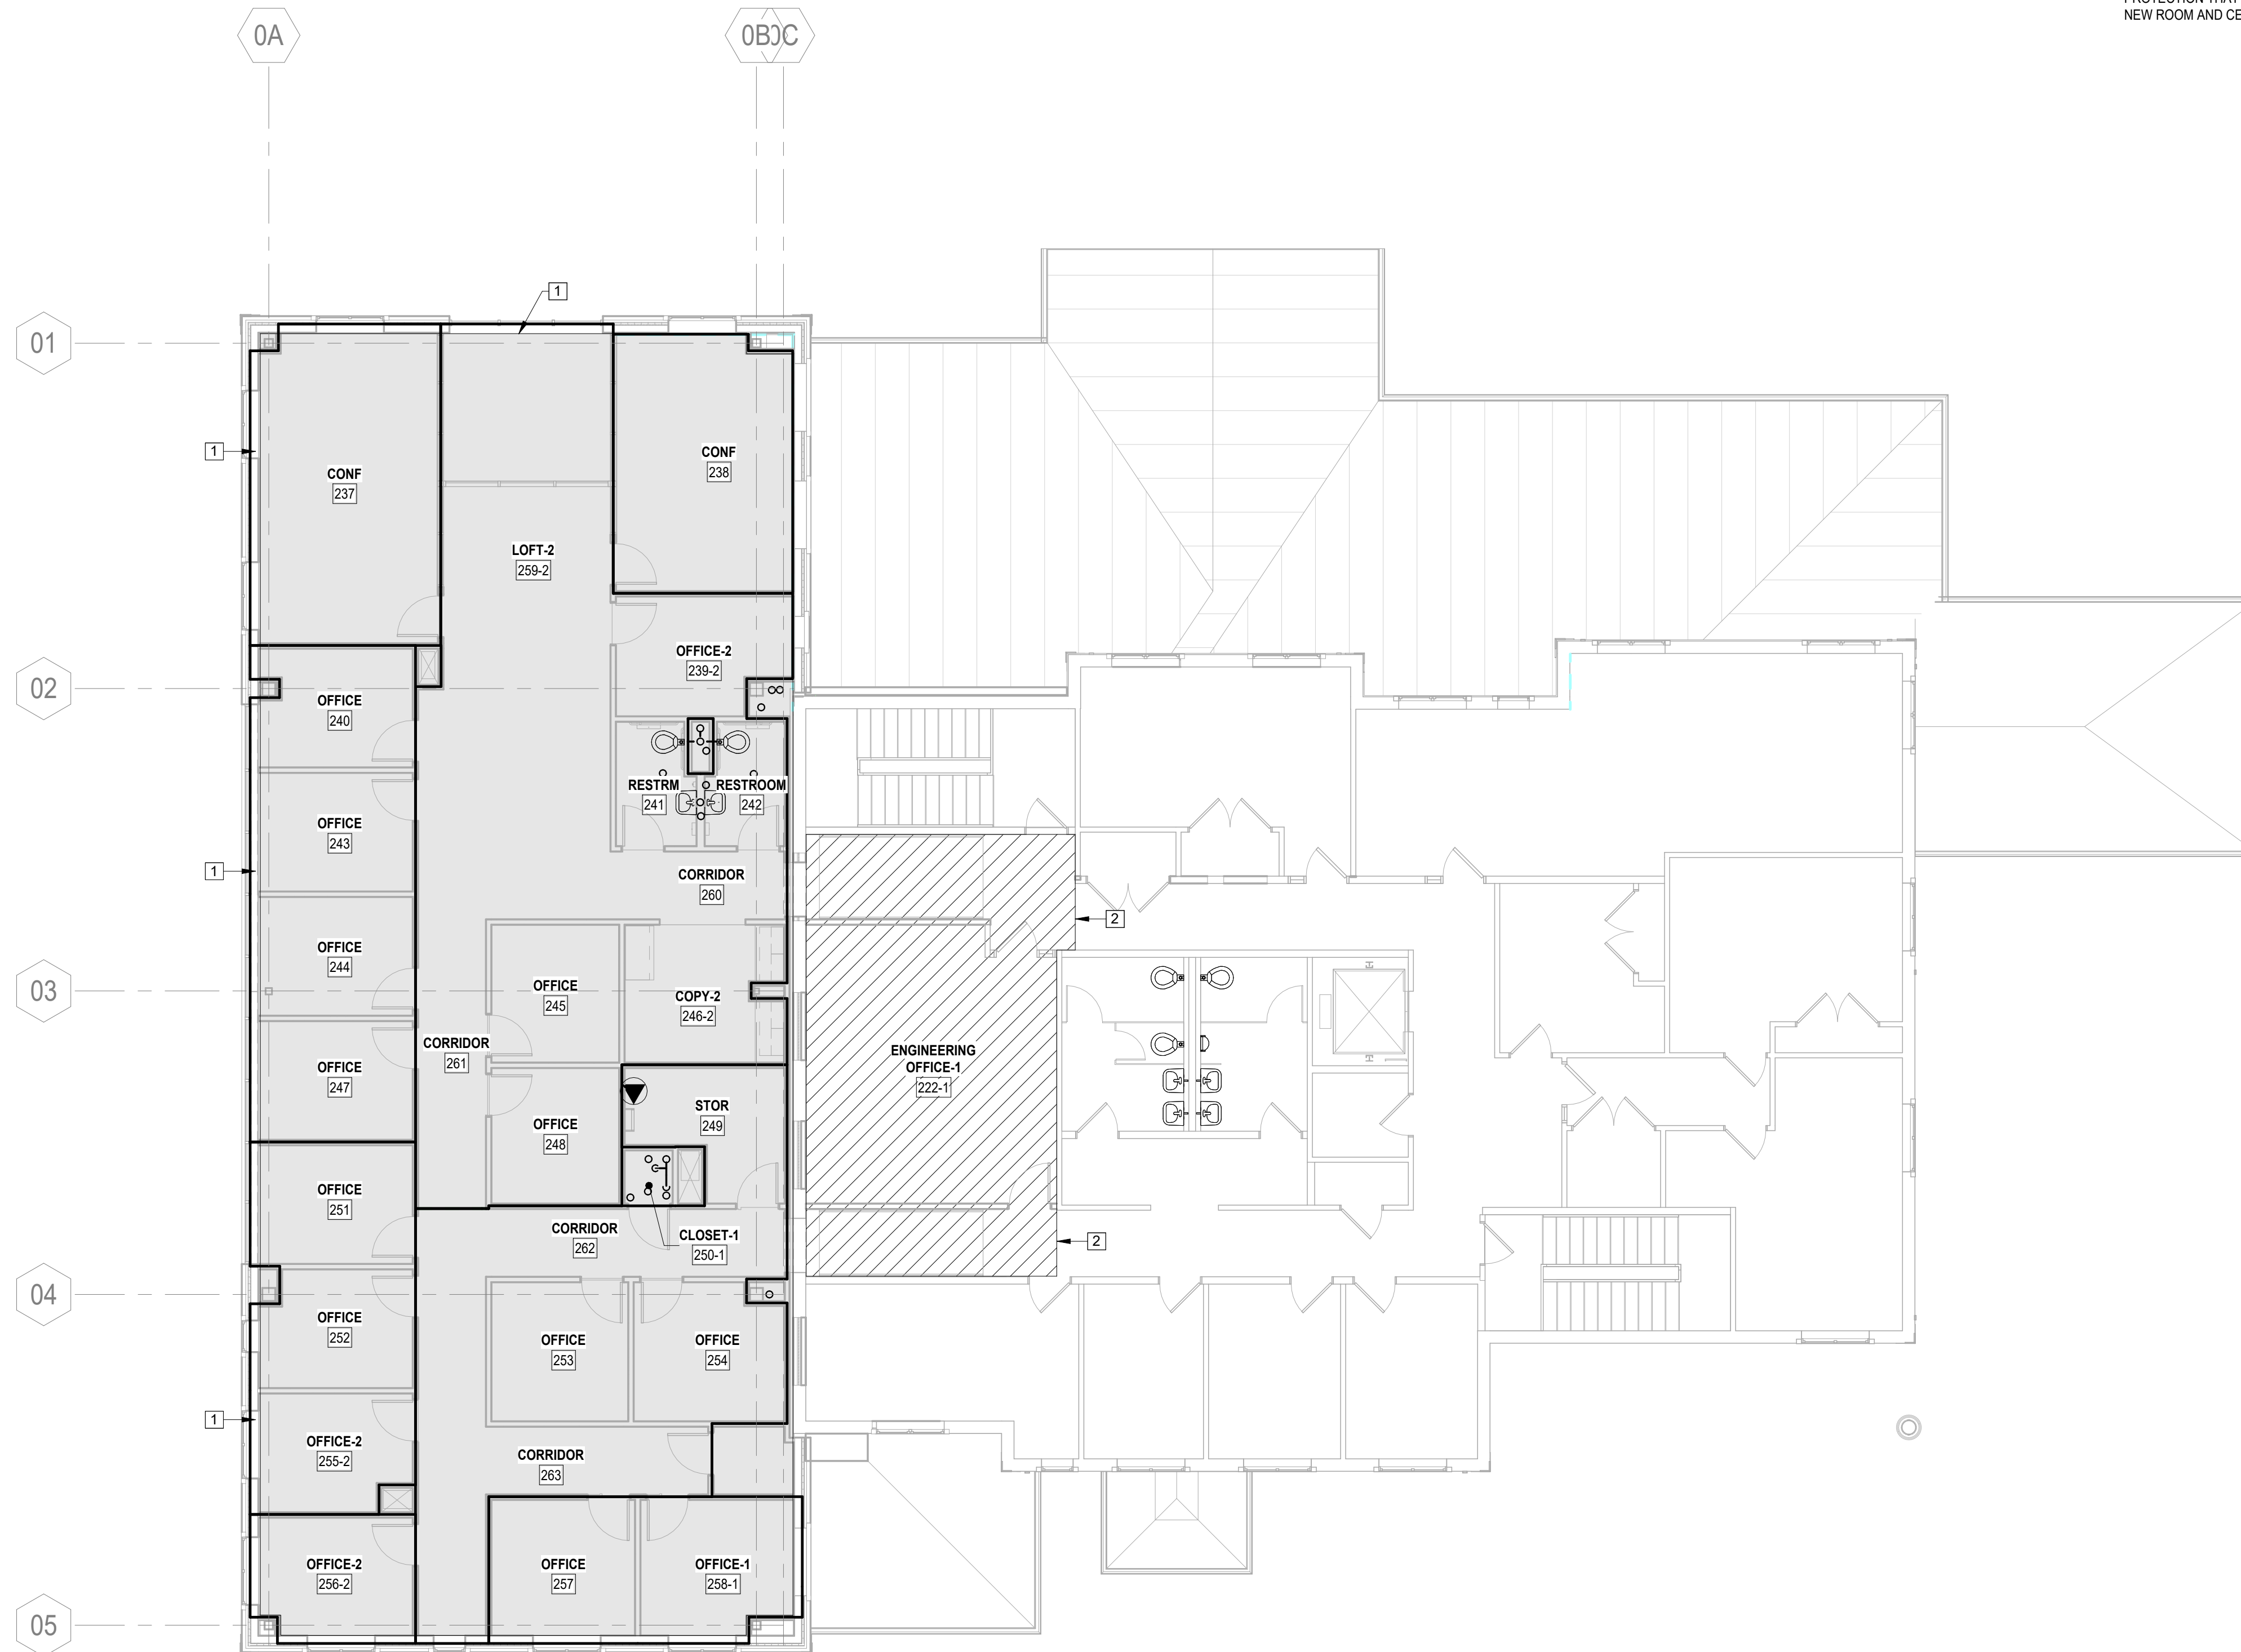 NEW ROOM AND CE
0A
0B
0C
01
1
1
CONF
237
CONF
238
LOFT-2
259-2
OFFICE-2
239-2
02
OFFICE
240
RESTRM
241
RESTROOM
242
OFFICE
243
1
CORRIDOR
260
2
OFFICE
244
03
OFFICE
245
COPY-2
246-2
CORRIDOR
261
OFFICE
247
ENGINEERING
OFFICE-1
222-1
STOR
249
OFFICE
248
OFFICE
251
CORRIDOR
262
CLOSET-1
250-1
2
04
OFFICE
252
OFFICE
253
OFFICE
254
1
OFFICE-2
255-2
CORRIDOR
263
OFFICE-2
256-2
OFFICE
257
OFFICE-1
258-1
05